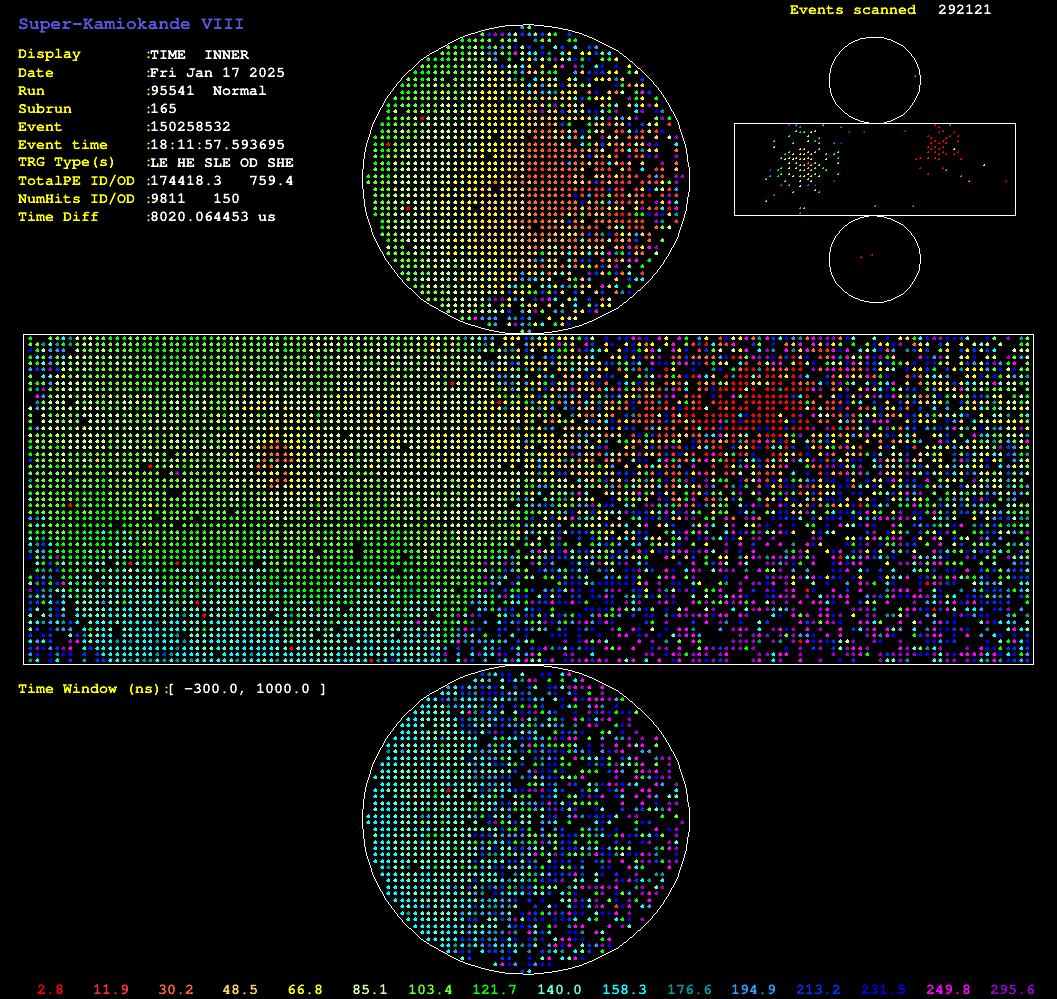 Super-Kamiokande VIII
Events scanned 292121
Display :TIME INNER
Date :Fri Jan 17 2025
Run :95541 Normal
Subrun :165
Event :150258532
Event time :18:11:57.593695
TRG Type(s) :LE HE SLE OD SHE
TotalPE ID/OD :174418.3 759.4
NumHits ID/OD :9811 150
Time Diff :8020.064453 us
Time Window (ns):[ -300.0, 1000.0 ]
2.8 11.9 30.2 48.5 66.8 85.1 103.4 121.7 140.0 158.3 176.6 194.9 213.2 231.5 249.8 295.6